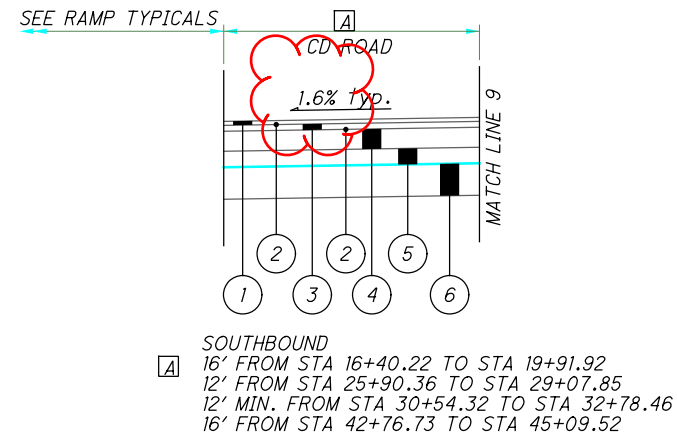 SEE RAMP TYPICALS
A
CD ROAD
1.6% typ.
MATCH LINE 9
2
2
5
1
3
4
6
SOUTHBOUND
A
16' FROM STA 16+40.22 TO STA 19+91.92
12' FROM STA 25+90.36 TO STA 29+07.85
12' MIN. FROM STA 30+54.32 TO STA 32+78.46
16' FROM STA 42+76.73 TO STA 45+09.52